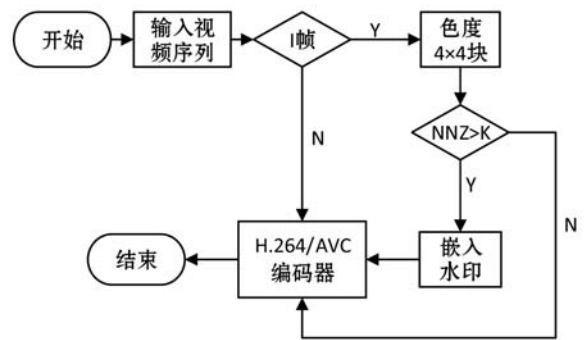 开始
输入视
频序列
I帧
Y
色度
4×4块
NNZ>K
N
Y
N
H.264/AVC
编码器
嵌入
水印
结束